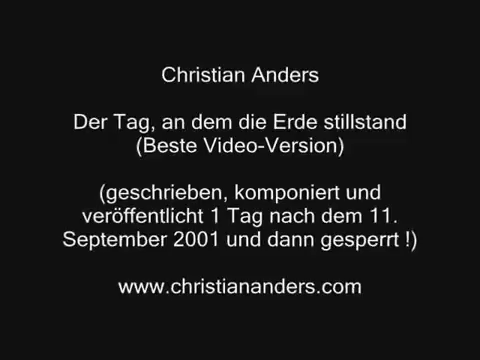 Christian Anders
Der Tag, an dem die Erde stillstand
(Beste Video-Version)
(geschrieben, komponiert und
veröffentlicht 1 Tag nach dem 11.
September 2001 und dann gesperrt !)
www.christiananders.com